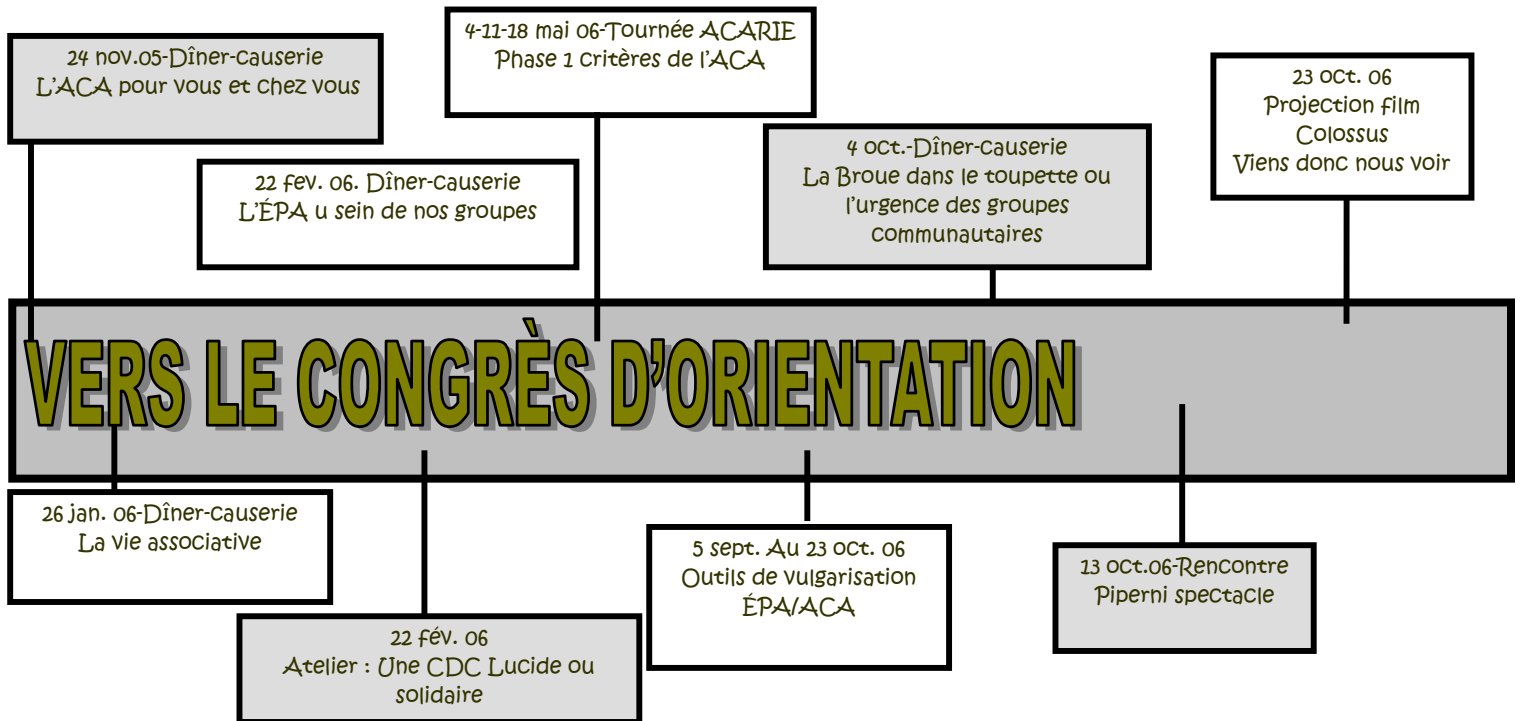 24 nov.05-Dîner-causerie
L'ACA pour vous et chez vous
4-11-18 mai 06-Tournée ACARIE
Phase 1 critères de l'ACA
23 oct. 06
Projection film
Colossus
Viens donc nous voir
22 fev. 06. Dîner-causerie
L'ÉPA u sein de nos groupes
4 oct.-Dîner-causerie
La Broue dans le toupette ou
l'urgence des groupes
communautaires
VERS LE CONGRÈS D'ORIENTATION
26 jan. 06-Dîner-causerie
La vie associative
5 sept. Au 23 oct. 06
Outils de vulgarisation
ÉPA/ACA
13 oct.06-Rencontre
Piperni spectacle
22 fév. 06
Atelier : Une CDC Lucide ou
solidaire